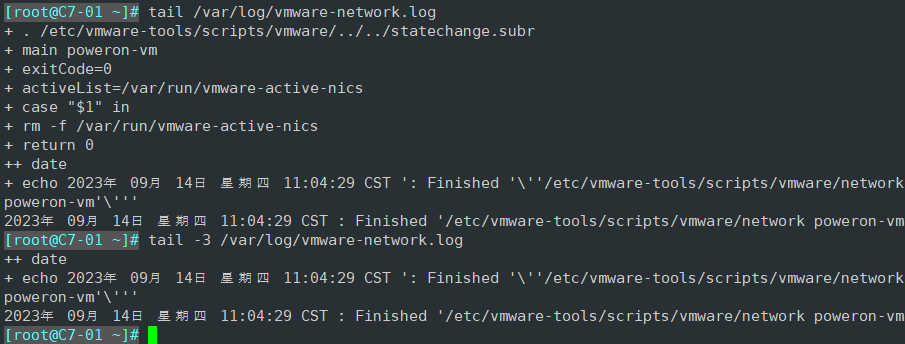 [root@C7-01 ~]# tail /var/log/vmware-network.log
+ . /etc/vmware-tools/scripts/vmware/../../statechange.subr
+ main poweron-vm
+ exitCode=0
+ activeList=/var/run/vmware-active-nics
+ case "$1" in
+ rm -f /var/run/vmware-active-nics
+ return 0
++ date
+ echo 2023年 09月 14日 星期四 11:04:29 CST ': Finished '\''/etc/vmware-tools/scripts/vmware/network
poweron-vm'\'''
2023年 09月 14日 星期四 11:04:29 CST : Finished '/etc/vmware-tools/scripts/vmware/network poweron-vm
[root@C7-01 ~]# tail -3 /var/log/vmware-network.log
++ date
+ echo 2023年 09月 14日 星期四 11:04:29 CST ': Finished '\''/etc/vmware-tools/scripts/vmware/network
poweron-vm'\'''
2023年 09月 14日 星期四 11:04:29 CST : Finished '/etc/vmware-tools/scripts/vmware/network poweron-vm
[root@C7-01 ~]#